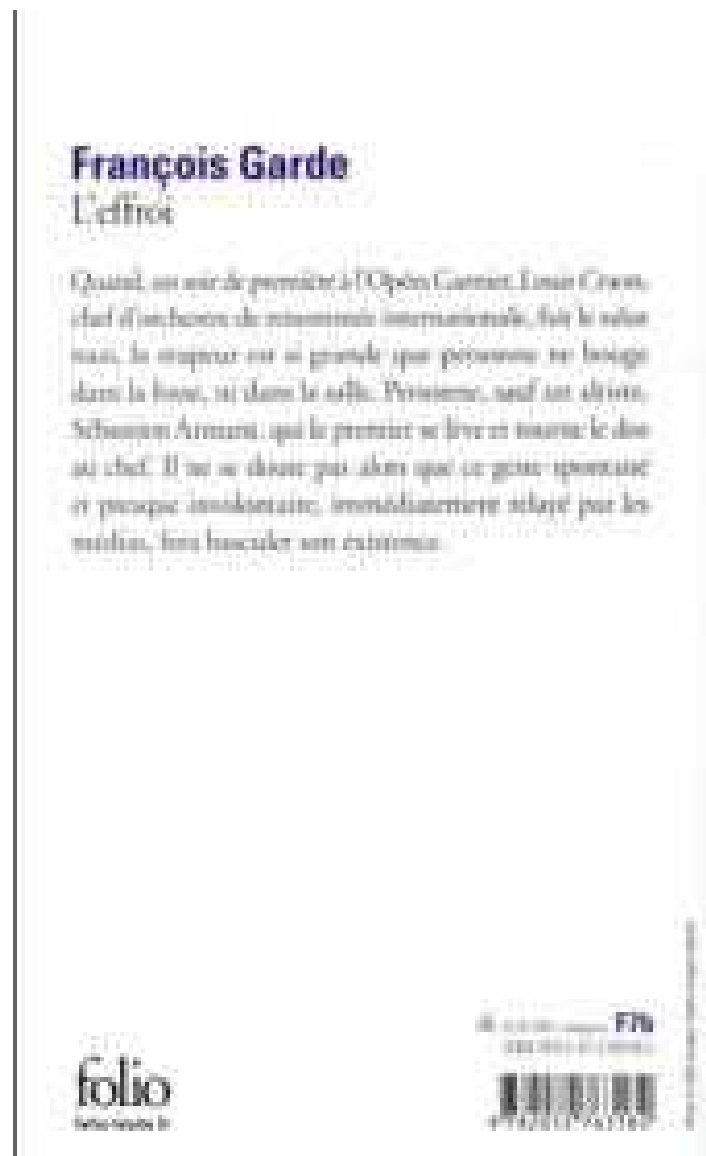 François Garde
L'effroi
Quand, un soir de première à l'Opéra Garnier, Louis Craon,
chef d'orchestre de renommée internationale, fait le salut
nazi, la stupeur est si grande que personne ne bouge
dans la fosse, ni dans la salle. Personne, sauf un altiste,
Sébastien Armant, qui le premier se lève et tourne le dos
au chef. Il ne se doute pas alors que ce geste spontané
et presque involontaire, immédiatement relayé par les
médias, fera basculer son existence.
F7b
folio